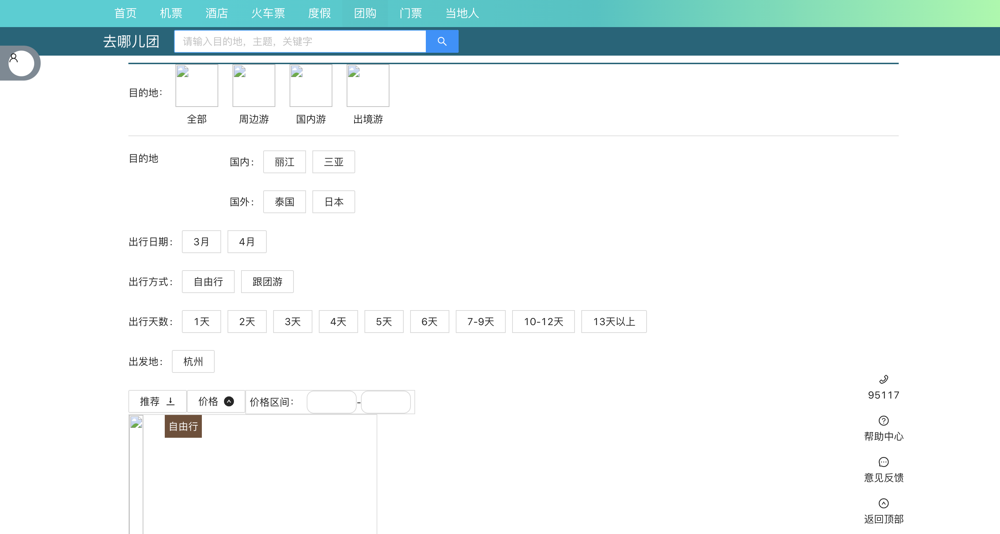 首页 机票 酒店 火车票 度假 团购 门票 当地人
去哪儿团 请输入目的地，主题，关键字
目的地：
全部 周边游 国内游 出境游
目的地 国内： 丽江 三亚
国外： 泰国 日本
出行日期： 3月 4月
出行方式： 自由行 跟团游
出行天数： 1天 2天 3天 4天 5天 6天 7-9天 10-12天 13天以上
出发地： 杭州
推荐 价格 价格区间： -
自由行
95117
帮助中心
意见反馈
返回顶部